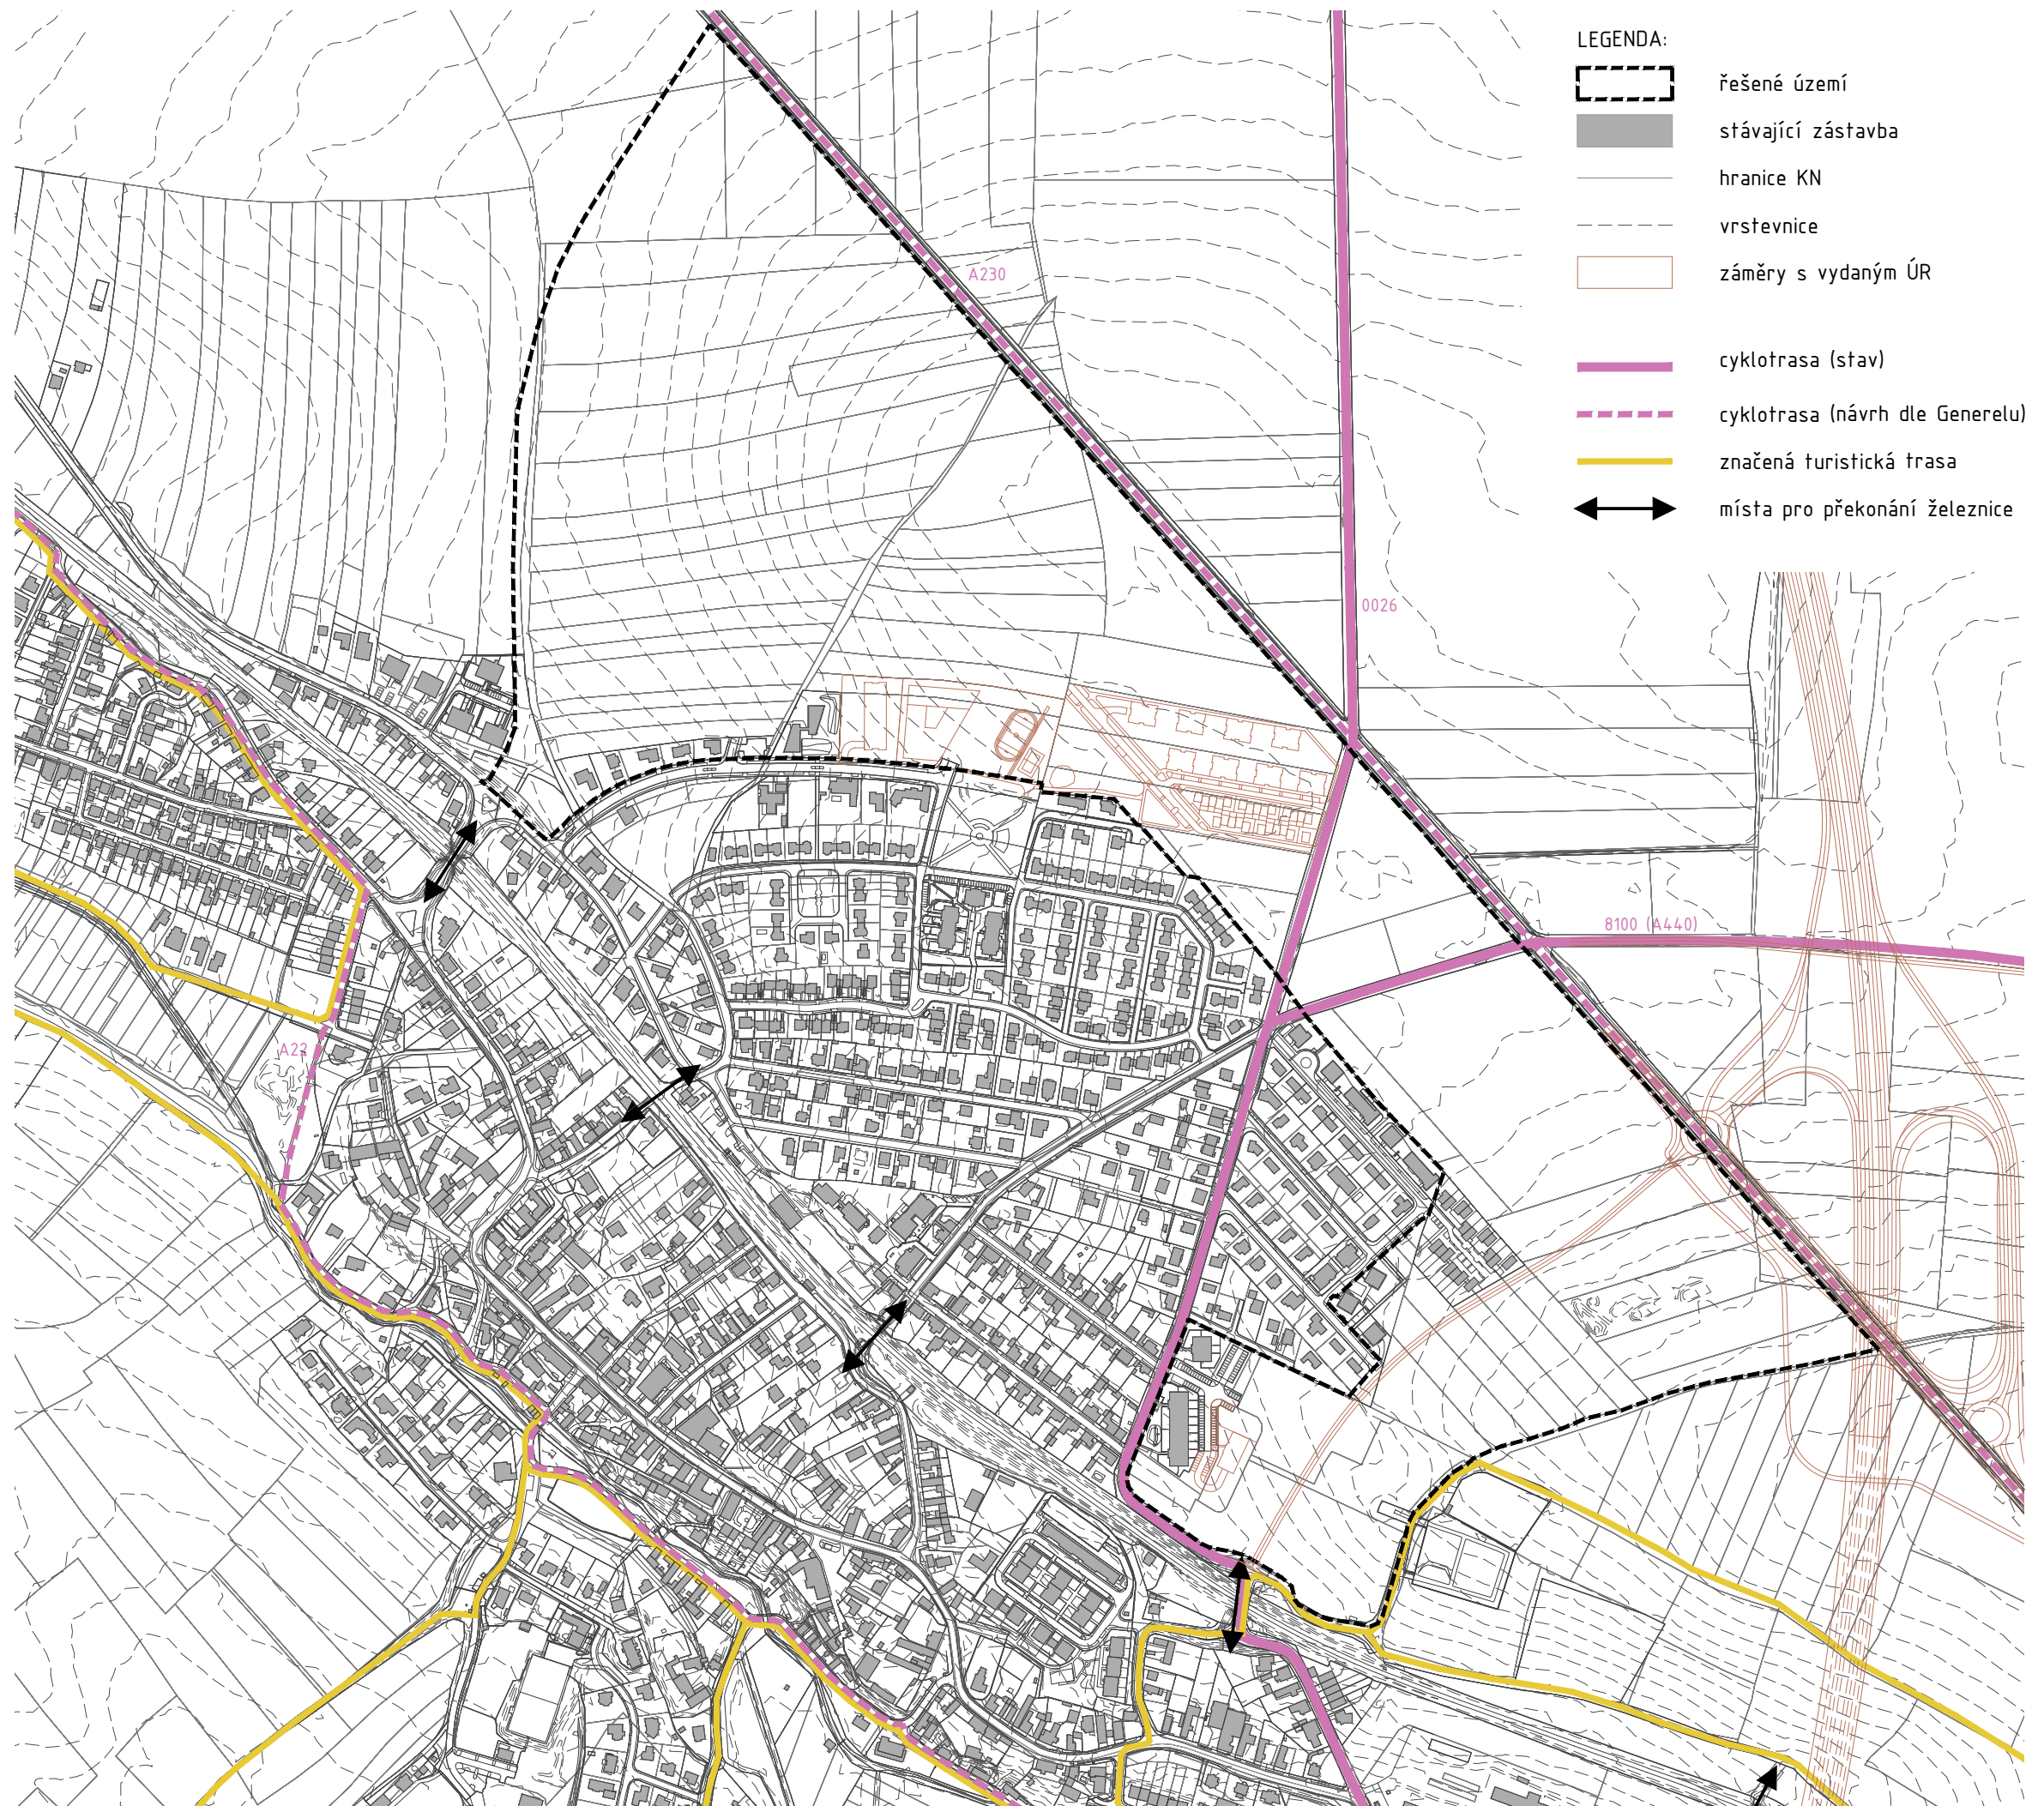 LEGENDA:
řešené území
stávající zástavba
hranice KN
vrstevnice
záměry s vydaným ÚR
cyklotrasa (stav)
cyklotrasa (návrh dle Generelu)
značená turistická trasa
místa pro překonání železnice
A230
0026
8100 (A440)
A22